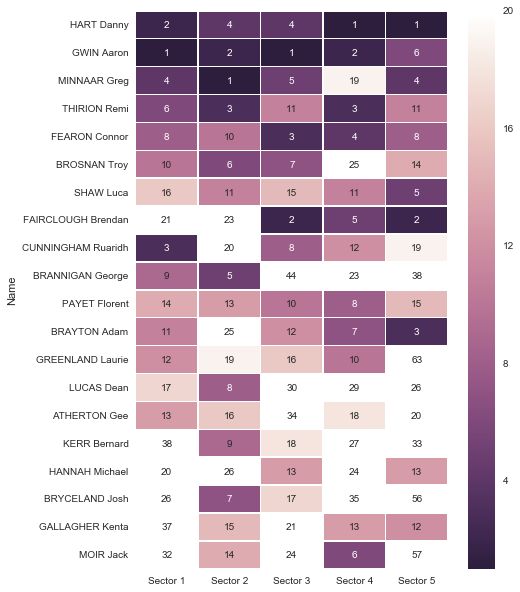 HART Danny 2 4 4 1 1
GWIN Aaron 1 2 1 2 6
MINNAAR Greg 4 1 5 19 4
THIRION Remi 6 3 11 3 11
FEARON Connor 8 10 3 4 8
BROSNAN Troy 10 6 7 25 14
SHAW Luca 16 11 15 11 5
FAIRCLOUGH Brendan 21 23 2 5 2
CUNNINGHAM Ruaridh 3 20 8 12 19
BRANNIGAN George 9 5 44 23 38
PAYET Florent 14 13 10 8 15
BRAYTON Adam 11 25 12 7 3
GREENLAND Laurie 12 19 16 10 63
LUCAS Dean 17 8 30 29 26
ATHERTON Gee 13 16 34 18 20
KERR Bernard 38 9 18 27 33
HANNAH Michael 20 26 13 24 13
BRYCELAND Josh 26 7 17 35 56
GALLAGHER Kenta 37 15 21 13 12
MOIR Jack 32 14 24 6 57
Sector 1 Sector 2 Sector 3 Sector 4 Sector 5
Name
20
16
12
8
4